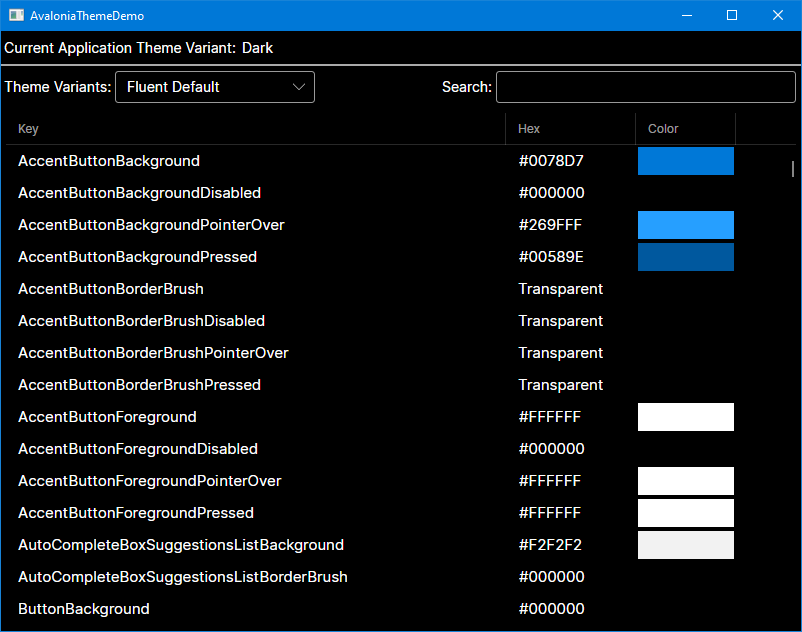 AvaloniaThemeDemo
Current Application Theme Variant: Dark
Theme Variants: Fluent Default Search:
Key Hex Color
AccentButtonBackground #0078D7
AccentButtonBackgroundDisabled #000000
AccentButtonBackgroundPointerOver #269FFF
AccentButtonBackgroundPressed #00589E
AccentButtonBorderBrush Transparent
AccentButtonBorderBrushDisabled Transparent
AccentButtonBorderBrushPointerOver Transparent
AccentButtonBorderBrushPressed Transparent
AccentButtonForeground #FFFFFF
AccentButtonForegroundDisabled #000000
AccentButtonForegroundPointerOver #FFFFFF
AccentButtonForegroundPressed #FFFFFF
AutoCompleteBoxSuggestionsListBackground #F2F2F2
AutoCompleteBoxSuggestionsListBorderBrush #000000
ButtonBackground #000000